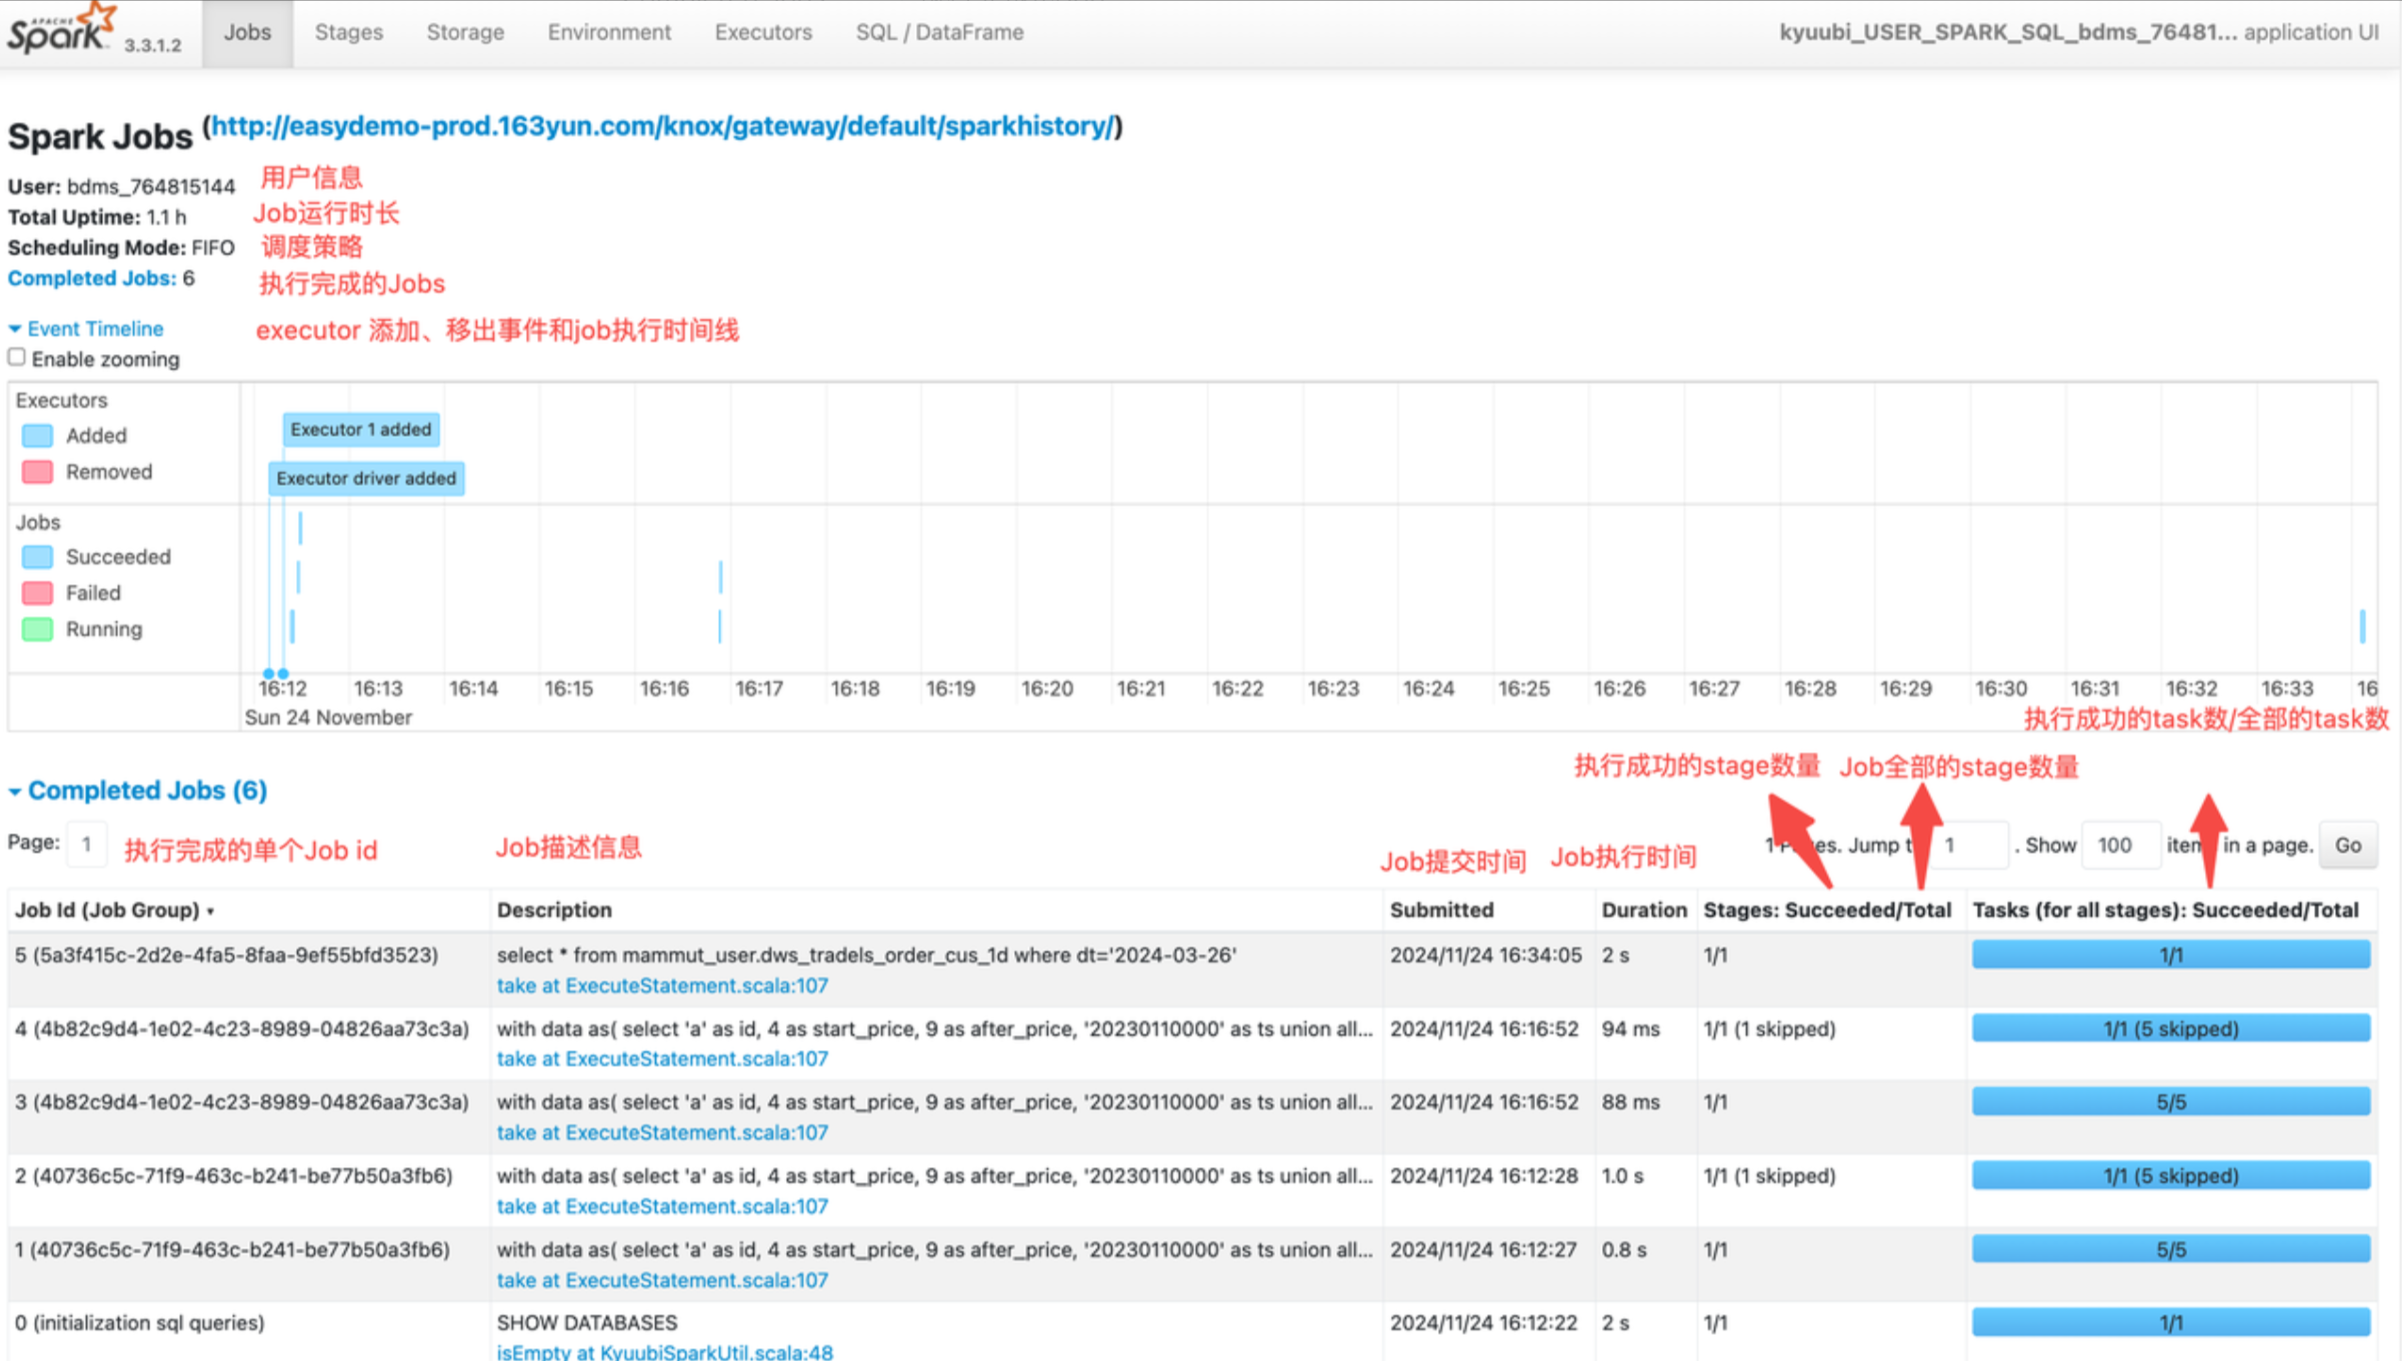 APACHE
Spark 3.3.1.2 Jobs Stages Storage Environment Executors SQL / DataFrame kyuubi_USER_SPARK_SQL_bdms_76481... application UI
Spark Jobs (http://easydemo-prod.163yun.com/knox/gateway/default/sparkhistory/)
User: bdms_764815144 用户信息
Total Uptime: 1.1 h Job运行时长
Scheduling Mode: FIFO 调度策略
Completed Jobs: 6 执行完成的Jobs
Event Timeline executor 添加、移出事件和job执行时间线
Enable zooming
Executors
Added
Removed
Executor 1 added
Executor driver added
Jobs
Succeeded
Failed
Running
16:12 16:13 16:14 16:15 16:16 16:17 16:18 16:19 16:20 16:21 16:22 16:23 16:24 16:25 16:26 16:27 16:28 16:29 16:30 16:31 16:32 16:33 16
Sun 24 November
执行成功的task数/全部的task数
执行成功的stage数量 Job全部的stage数量
Completed Jobs (6)
Page: 1 执行完成的单个Job id Job描述信息 Job提交时间 Job执行时间 1 es. Jump t 1 . Show 100 item in a page. Go
Job Id (Job Group) Description Submitted Duration Stages: Succeeded/Total Tasks (for all stages): Succeeded/Total
5 (5a3f415c-2d2e-4fa5-8faa-9ef55bfd3523) select * from mammut_user.dws_tradels_order_cus_1d where dt='2024-03-26' 2024/11/24 16:34:05 2 s 1/1 1/1
take at ExecuteStatement.scala:107
4 (4b82c9d4-1e02-4c23-8989-04826aa73c3a) with data as( select 'a' as id, 4 as start_price, 9 as after_price, '20230110000' as ts union all... 2024/11/24 16:16:52 94 ms 1/1 (1 skipped) 1/1 (5 skipped)
take at ExecuteStatement.scala:107
3 (4b82c9d4-1e02-4c23-8989-04826aa73c3a) with data as( select 'a' as id, 4 as start_price, 9 as after_price, '20230110000' as ts union all... 2024/11/24 16:16:52 88 ms 1/1 5/5
take at ExecuteStatement.scala:107
2 (40736c5c-71f9-463c-b241-be77b50a3fb6) with data as( select 'a' as id, 4 as start_price, 9 as after_price, '20230110000' as ts union all... 2024/11/24 16:12:28 1.0 s 1/1 (1 skipped) 1/1 (5 skipped)
take at ExecuteStatement.scala:107
1 (40736c5c-71f9-463c-b241-be77b50a3fb6) with data as( select 'a' as id, 4 as start_price, 9 as after_price, '20230110000' as ts union all... 2024/11/24 16:12:27 0.8 s 1/1 5/5
take at ExecuteStatement.scala:107
0 (initialization sql queries) SHOW DATABASES 2024/11/24 16:12:22 2 s 1/1 1/1
isEmpty at KyuubiSparkUtil.scala:48